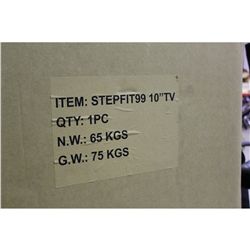 ITEM: STEPFIT99 10"TV
QTY: 1PC
N.W.: 65 KGS
G.W.: 75 KGS